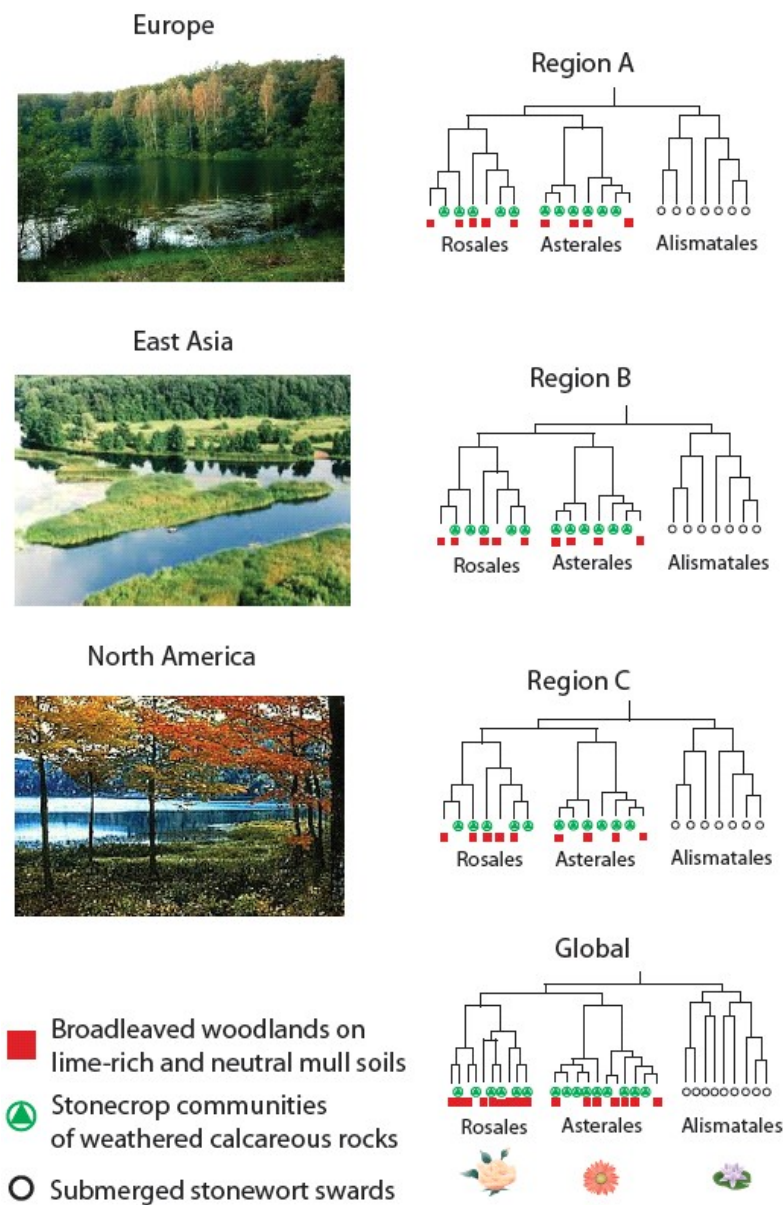 Europe
Region A
Rosales
Asterales
Alismatales
East Asia
Region B
Rosales
Asterales
Alismatales
North America
Region C
Rosales
Asterales
Alismatales
Global
Broadleaved woodlands on
lime-rich and neutral mull soils
Stonecrop communities
of weathered calcareous rocks
Submerged stonewort swards
Rosales
Asterales
Alismatales